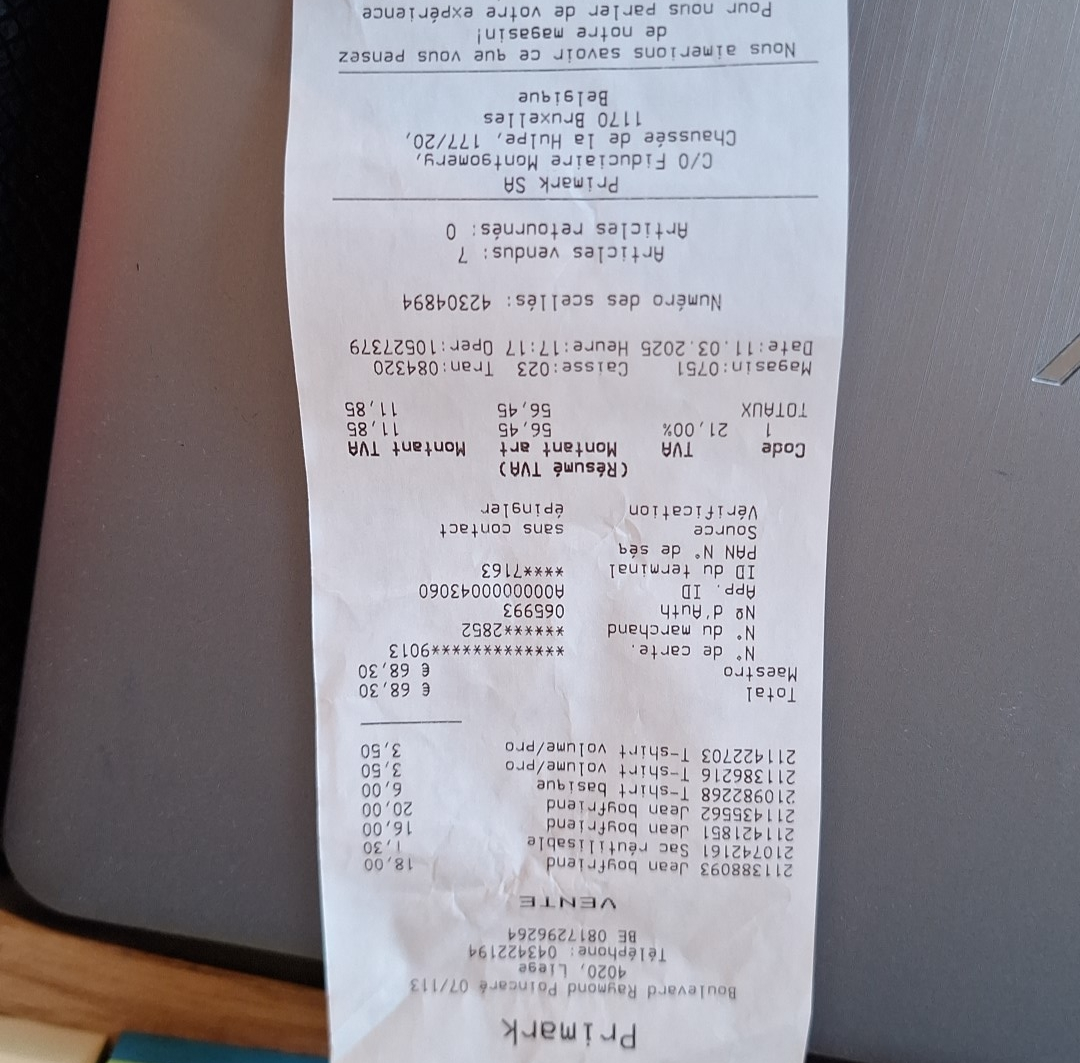 Primark
Boulevard Raymond Poincaré 07/113
4020, Liege
Téléphone: 043422194
BE 0817296264
VENTE
211388093 Jean boyfriend 18,00
210742161 Sac réutilisable 1,30
211421851 Jean boyfriend 16,00
211435562 Jean boyfriend 20,00
210982268 T-shirt basique 6,00
211386216 T-shirt volume/pro 3,50
211422703 T-shirt volume/pro 3,50
Total € 68,30
Maestro € 68,30
N° de carte. ***************9013
N° du marchand *******2852
Nº d'Auth 065993
App. ID A0000000043060
ID du terminal ****7163
PAN N° de séq
Source sans contact
Vérification épingler
(Résumé TVA)
Code TVA Montant art Montant TVA
1 21,00% 56,45 11,85
TOTAUX 56,45 11,85
Magasin:0751 Caisse:023 Tran:084320
Date:11.03.2025 Heure:17:17 Oper:10527379
Numéro des scellés: 42304894
Articles vendus: 7
Articles retournés: 0
Primark SA
C/O Fiduciaire Montgomery,
Chaussée de la Hulpe, 177/20,
1170 Bruxelles
Belgique
Nous aimerions savoir ce que vous pensez
de notre magasin!
Pour nous parler de votre expérience